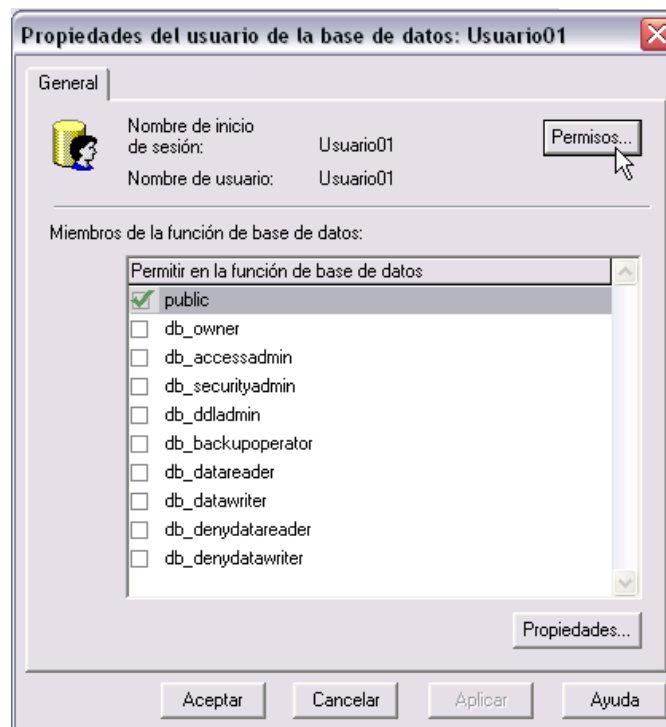 Propiedades del usuario de la base de datos: Usuario01
General
Nombre de inicio
de sesión: Usuario01
Permisos...
Nombre de usuario: Usuario01
Miembros de la función de base de datos:
Permitir en la función de base de datos
public
db_owner
db_accessadmin
db_securityadmin
db_ddladmin
db_backupoperator
db_datareader
db_datawriter
db_denydatareader
db_denydatawriter
Propiedades...
Aceptar Cancelar Aplicar Ayuda